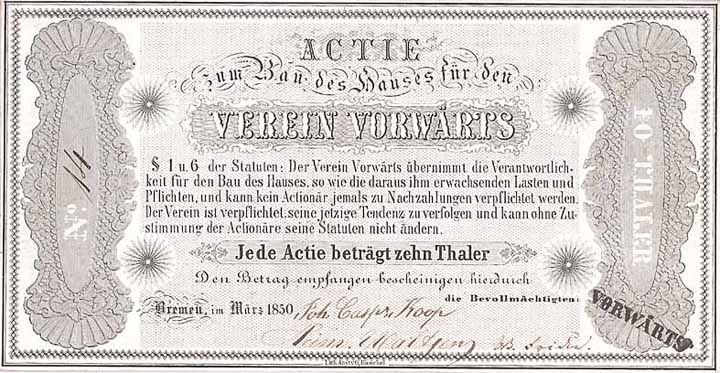 ACTIE
zum Bau des Hauses für den
VEREIN VORWÄRTS
§ 1 u. 6 der Statuten: Der Verein Vorwärts übernimmt die Verantwortlich-
keit für den Bau des Hauses, so wie die daraus ihm erwachsenden Lasten und
Pflichten, und kann kein Actionär jemals zu Nachzahlungen verpflichtet werden.
Der Verein ist verpflichtet, seine jetzige Tendenz zu verfolgen und kann ohne Zu-
stimmung der Actionäre seine Statuten nicht ändern.
Jede Actie beträgt zehn Thaler
Den Betrag empfangen bescheinigen hierdurch
die Bevollmächtigten:
Bremen, im März 1850, Joh. Caspr. Koop
No. 14
10 THALER
VORWÄRTS